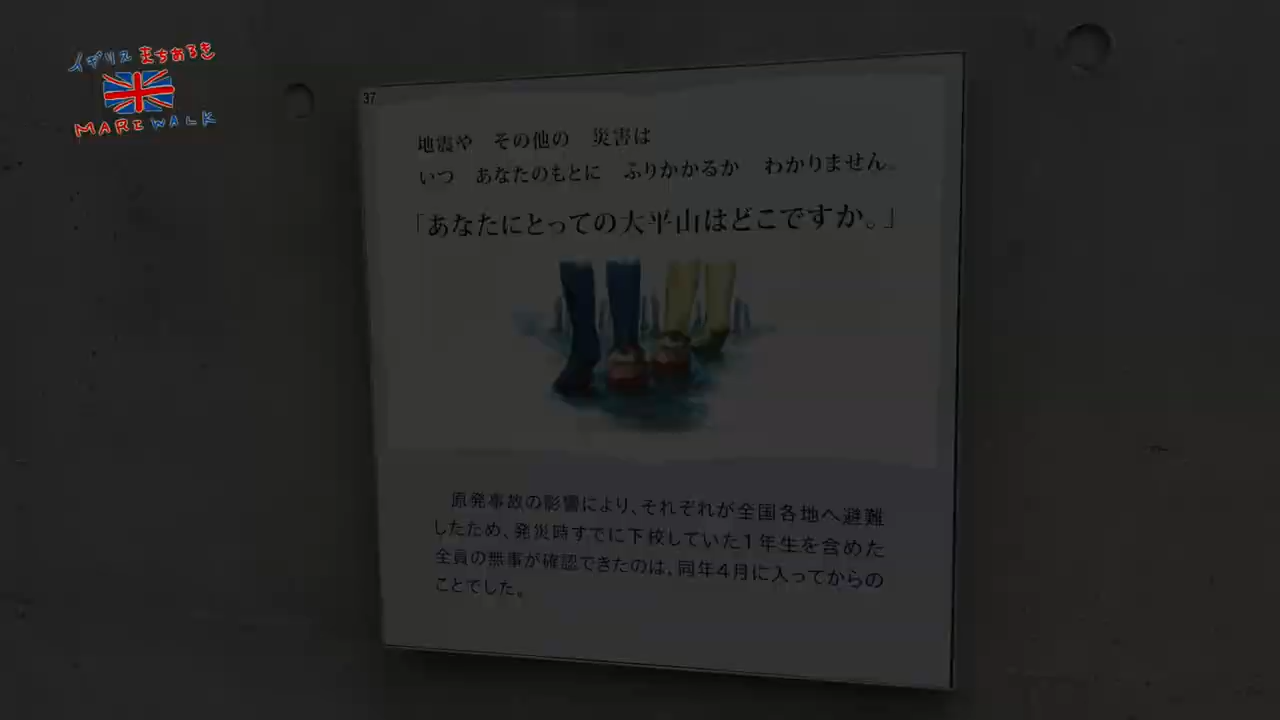 イギリス まちあるき
MARI WALK
37
地震や その他の 災害は
いつ あなたのもとに ふりかかるか わかりません。
「あなたにとっての大平山はどこですか。」
原発事故の影響により、それぞれが全国各地へ避難
したため、発災時すでに下校していた1年生を含めた
全員の無事が確認できたのは、同年4月に入ってからの
ことでした。